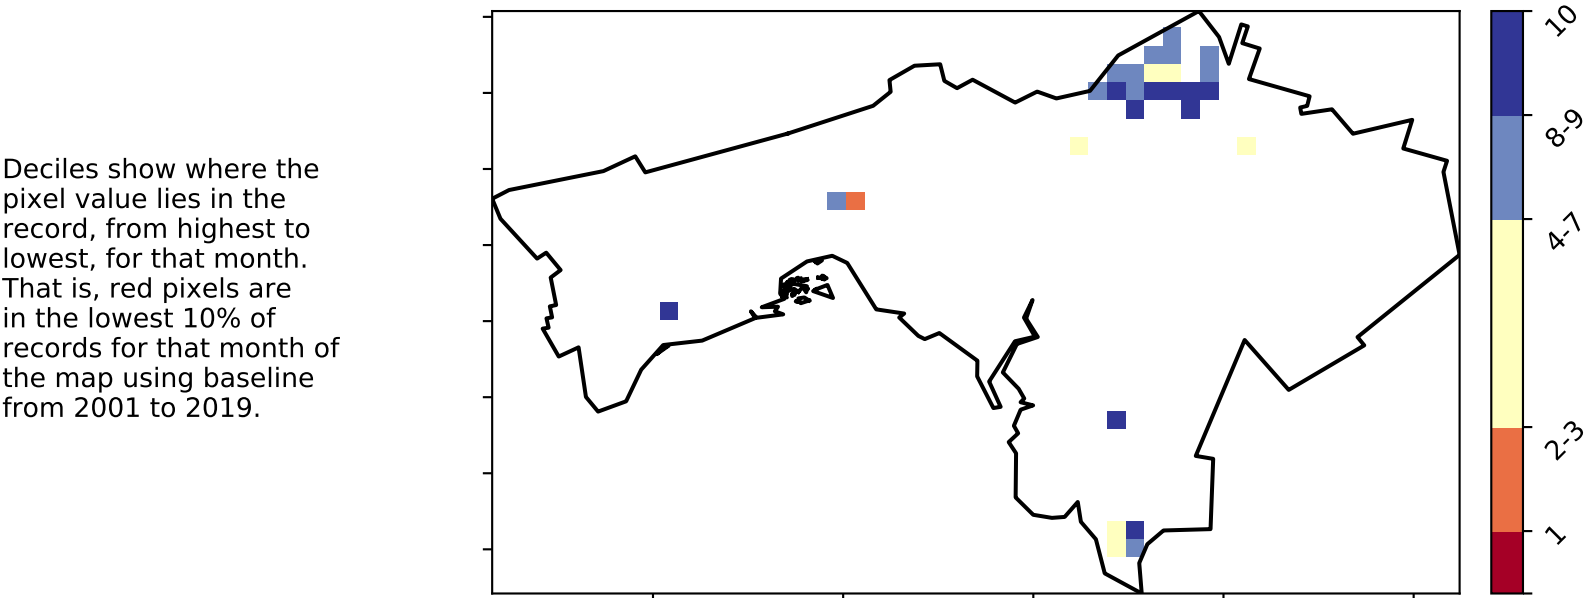 Deciles show where the
pixel value lies in the
record, from highest to
lowest, for that month.
That is, red pixels are
in the lowest 10% of
records for that month of
the map using baseline
from 2001 to 2019.
10
8-9
4-7
2-3
1